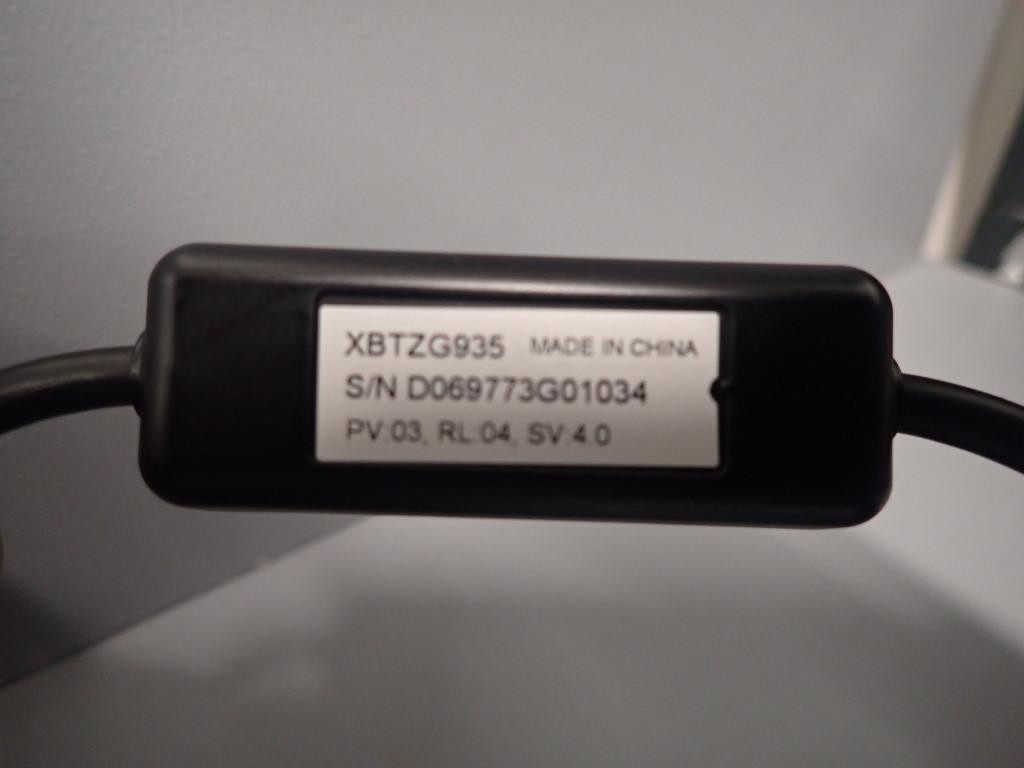 XBTZG935 MADE IN CHINA
S/N D069773G01034
PV:03, RL:04, SV:4.0